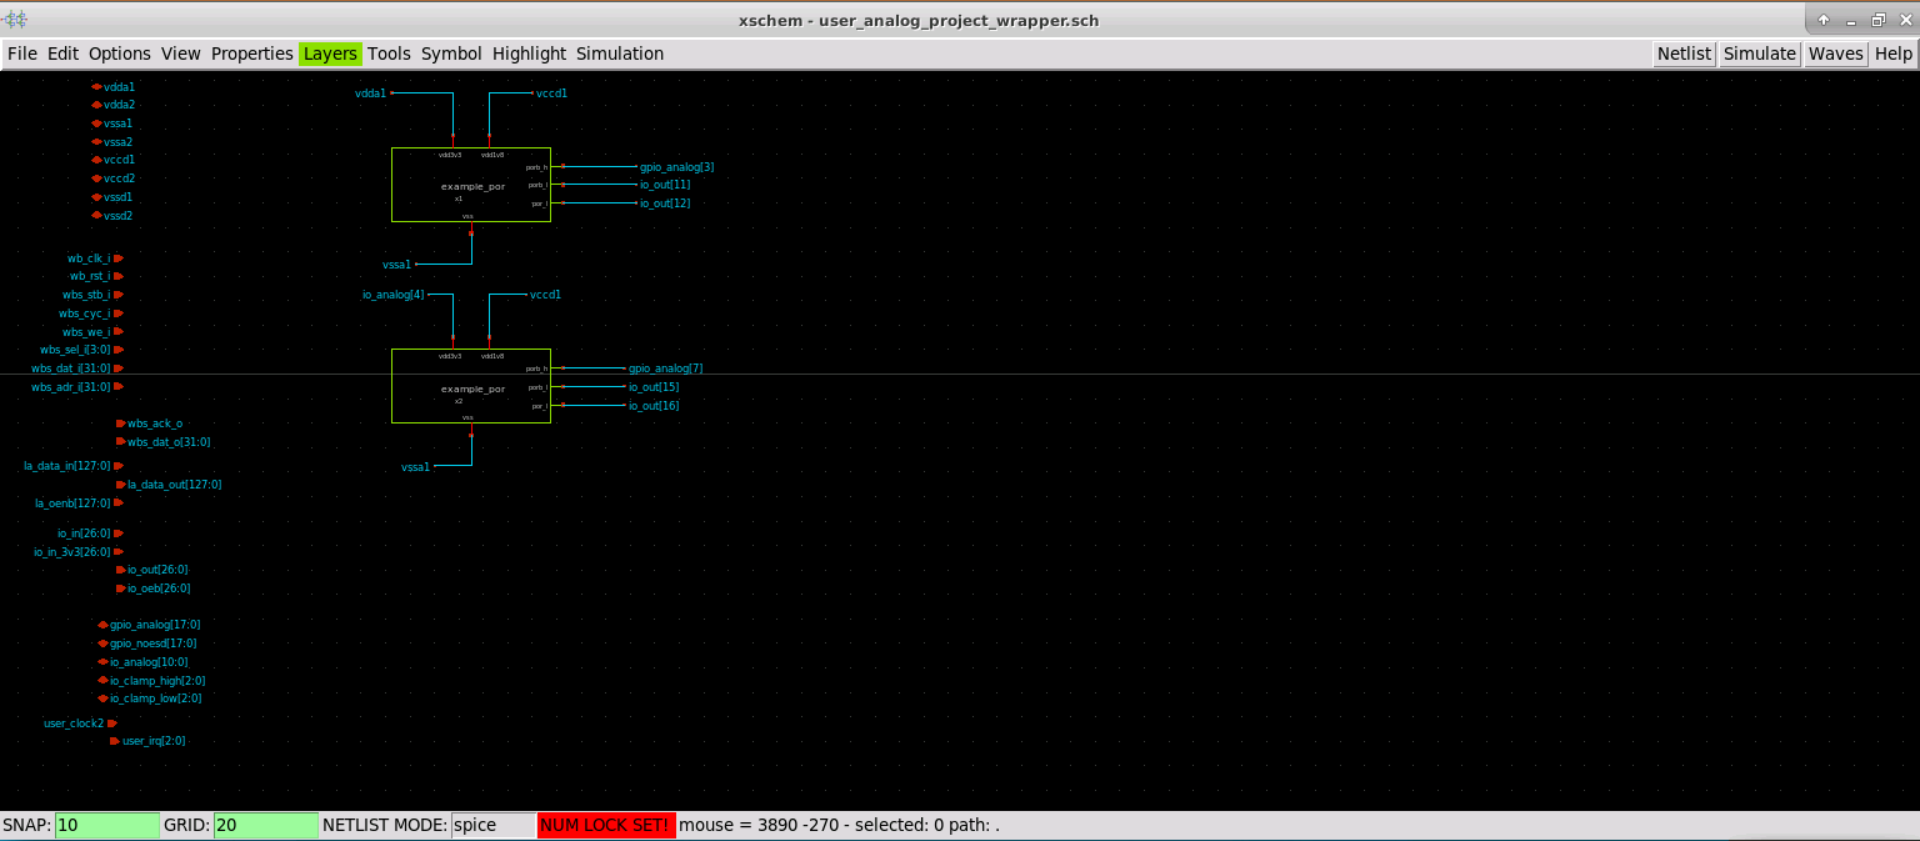 xschem - user_analog_project_wrapper.sch
File Edit Options View Properties Layers Tools Symbol Highlight Simulation Netlist Simulate Waves Help
vdda1
vdda2
vssa1
vssa2
vccd1
vccd2
vssd1
vssd2
wb_clk_i
wb_rst_i
wbs_stb_i
wbs_cyc_i
wbs_we_i
wbs_sel_i[3:0]
wbs_dat_i[31:0]
wbs_adr_i[31:0]
wbs_ack_o
wbs_dat_o[31:0]
la_data_in[127:0]
la_data_out[127:0]
la_oenb[127:0]
io_in[26:0]
io_in_3v3[26:0]
io_out[26:0]
io_oeb[26:0]
gpio_analog[17:0]
gpio_noesd[17:0]
io_analog[10:0]
io_clamp_high[2:0]
io_clamp_low[2:0]
user_clock2
user_irq[2:0]
vdda1 vccd1
vdd3v3 vdd1v8
porb_h gpio_analog[3]
example_por porb_l io_out[11]
x1 por_l io_out[12]
vss
vssa1
io_analog[4] vccd1
vdd3v3 vdd1v8
porb_h gpio_analog[7]
example_por porb_l io_out[15]
x2 por_l io_out[16]
vss
vssa1
SNAP: 10 GRID: 20 NETLIST MODE: spice NUM LOCK SET! mouse = 3890 -270 - selected: 0 path: .